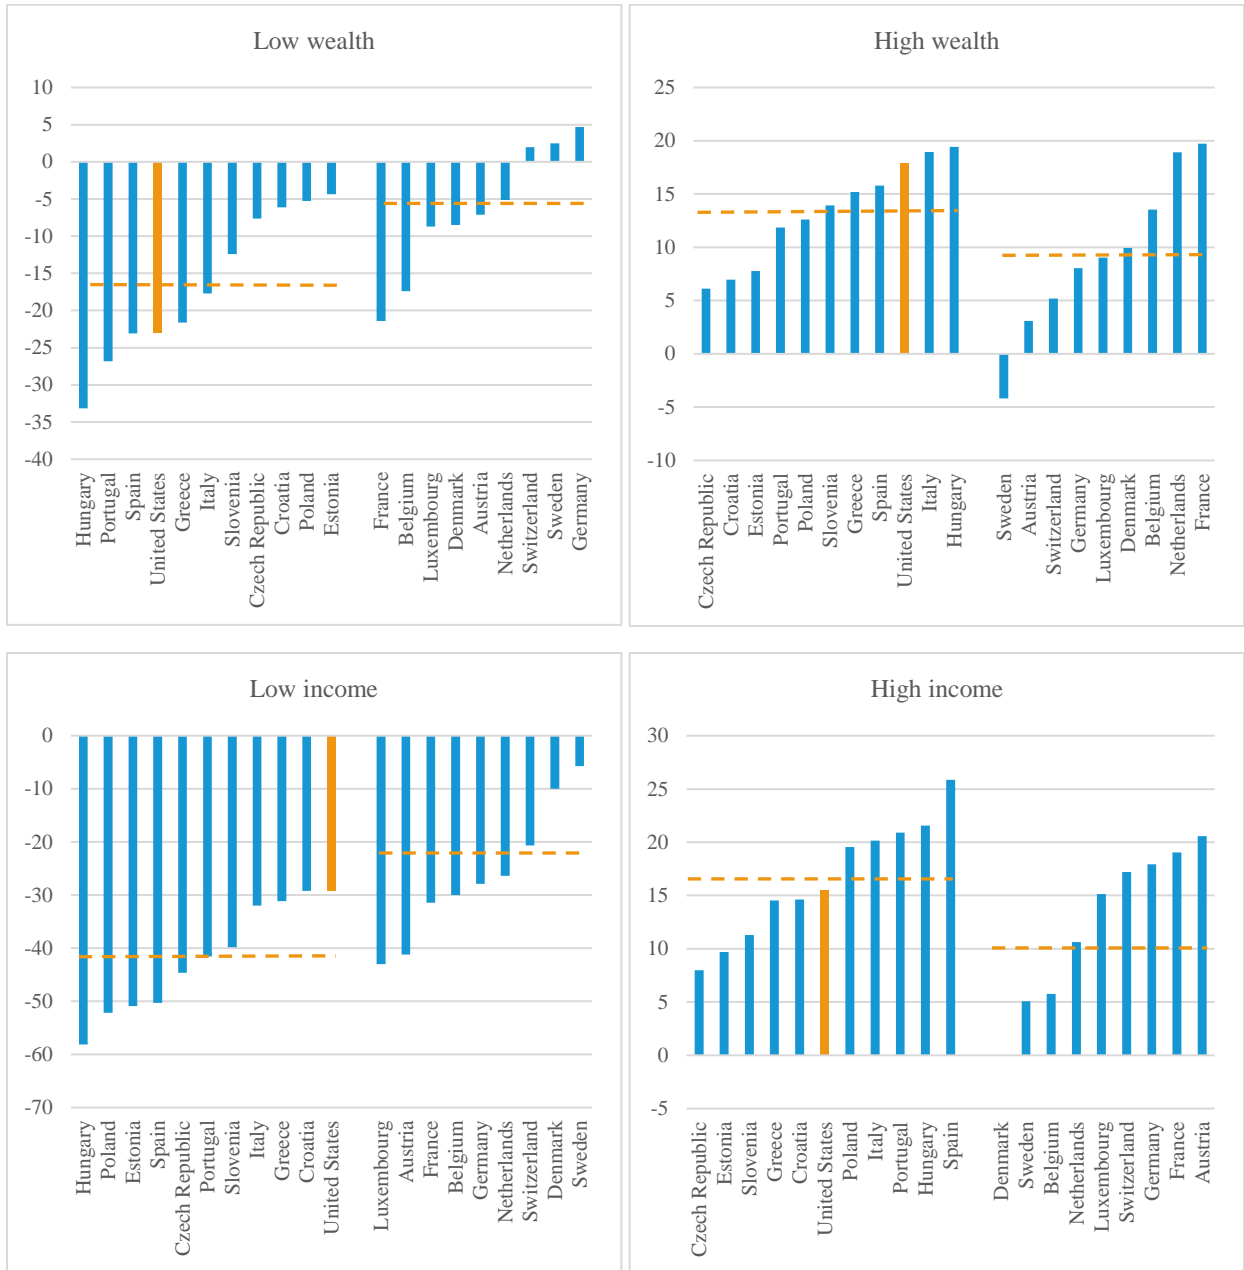 Low wealth
10
5
0
-5
-10
-15
-20
-25
-30
-35
-40
Hungary
Portugal
Spain
United States
Greece
Italy
Slovenia
Czech Republic
Croatia
Poland
Estonia
France
Belgium
Luxembourg
Denmark
Austria
Netherlands
Switzerland
Sweden
Germany
High wealth
25
20
15
10
5
0
-5
-10
Czech Republic
Croatia
Estonia
Portugal
Poland
Slovenia
Greece
Spain
United States
Italy
Hungary
Sweden
Austria
Switzerland
Germany
Luxembourg
Denmark
Belgium
Netherlands
France
Low income
0
-10
-20
-30
-40
-50
-60
-70
Hungary
Poland
Estonia
Spain
Czech Republic
Portugal
Slovenia
Italy
Greece
Croatia
United States
Luxembourg
Austria
France
Belgium
Germany
Netherlands
Switzerland
Denmark
Sweden
High income
30
25
20
15
10
5
0
-5
Czech Republic
Estonia
Slovenia
Greece
Croatia
United States
Poland
Italy
Portugal
Hungary
Spain
Denmark
Sweden
Belgium
Netherlands
Luxembourg
Switzerland
Germany
France
Austria